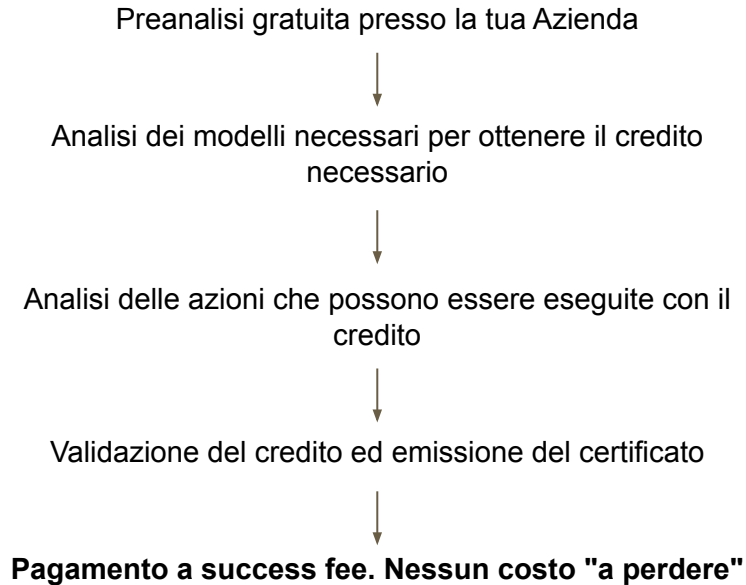 Preanalisi gratuita presso la tua Azienda
Analisi dei modelli necessari per ottenere il credito
necessario
Analisi delle azioni che possono essere eseguite con il
credito
Validazione del credito ed emissione del certificato
Pagamento a success fee. Nessun costo "a perdere"